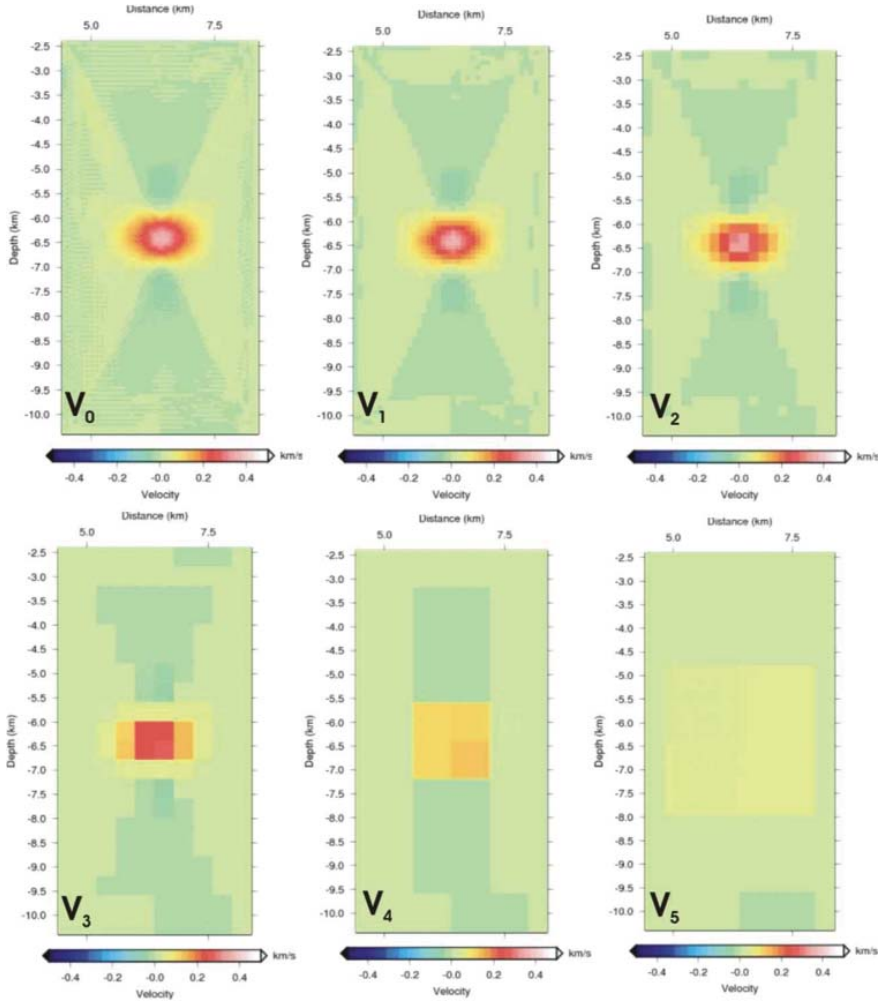 Distance (km) Distance (km) Distance (km)
5.0 7.5 5.0 7.5 5.0 7.5
-2.5 -2.5 -2.5
-3.0 -3.0 -3.0
-3.5 -3.5 -3.5
-4.0 -4.0 -4.0
-4.5 -4.5 -4.5
-5.0 -5.0 -5.0
-5.5 -5.5 -5.5
-6.0 -6.0 -6.0
Depth (km) Depth (km) Depth (km)
-6.5 -6.5 -6.5
-7.0 -7.0 -7.0
-7.5 -7.5 -7.5
-8.0 -8.0 -8.0
-8.5 -8.5 -8.5
-9.0 -9.0 -9.0
-9.5 -9.5 -9.5
-10.0 -10.0 -10.0
V0 V1 V2
km/s km/s km/s
-0.4 -0.2 -0.0 0.2 0.4 -0.4 -0.2 -0.0 0.2 0.4 -0.4 -0.2 -0.0 0.2 0.4
Velocity Velocity Velocity
Distance (km) Distance (km) Distance (km)
5.0 7.5 5.0 7.5 5.0 7.5
-2.5 -2.5 -2.5
-3.0 -3.0 -3.0
-3.5 -3.5 -3.5
-4.0 -4.0 -4.0
-4.5 -4.5 -4.5
-5.0 -5.0 -5.0
-5.5 -5.5 -5.5
-6.0 -6.0 -6.0
Depth (km) Depth (km) Depth (km)
-6.5 -6.5 -6.5
-7.0 -7.0 -7.0
-7.5 -7.5 -7.5
-8.0 -8.0 -8.0
-8.5 -8.5 -8.5
-9.0 -9.0 -9.0
-9.5 -9.5 -9.5
-10.0 -10.0 -10.0
V3 V4 V5
km/s km/s km/s
-0.4 -0.2 -0.0 0.2 0.4 -0.4 -0.2 -0.0 0.2 0.4 -0.4 -0.2 -0.0 0.2 0.4
Velocity Velocity Velocity